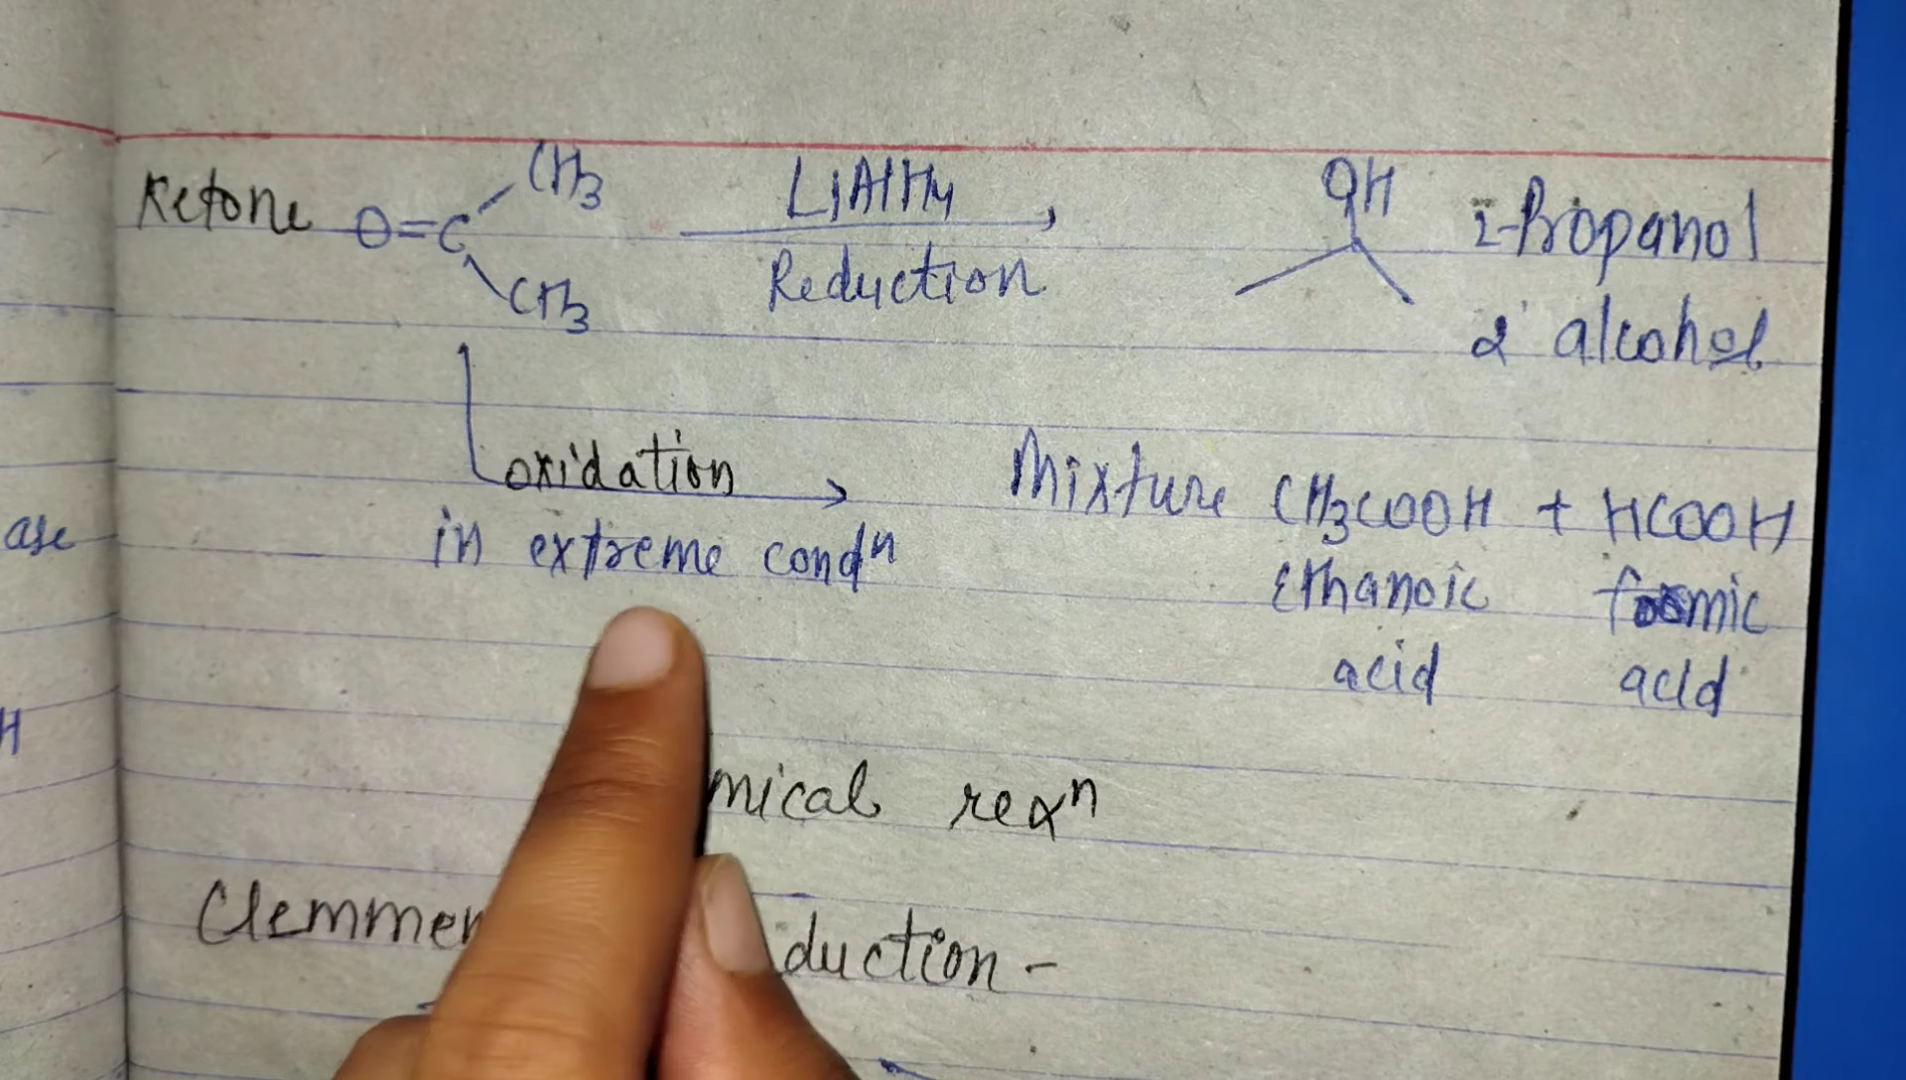 Ketone O=C CH3 CH3 LiAlH4 Reduction OH 2-Propanol
2° alcohol
oxidation
in extreme condⁿ
Mixture CH3COOH + HCOOH
Ethanoic acid
formic acid
ase
H
mical rexⁿ
Clemmen duction -